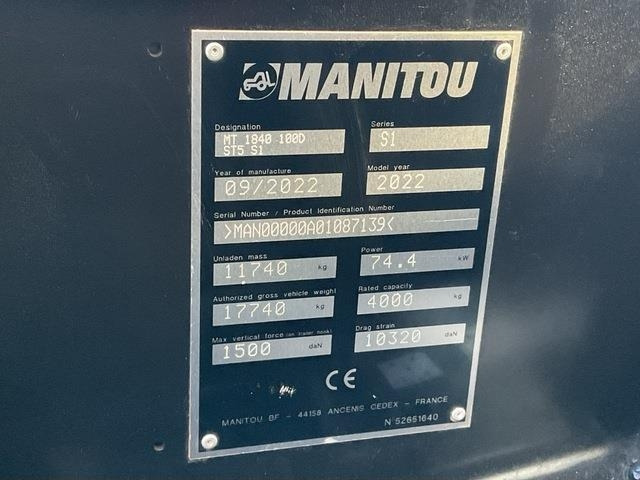 MANITOU
Designation
Series
MT 1840 100D
ST5 S1
S1
Year of manufacture
Model year
09/2022
2022
Serial Number / Product Identification Number
>MAN00000A01087139<
Unladen mass
Power
11740 kg
74.4 kW
Authorized gross vehicle weight
Rated capacity
17740 kg
4000 kg
Max vertical force (on trailer hook)
Drag strain
1500 daN
10320 daN
CE
MANITOU BF - 44158 ANCENIS CEDEX - FRANCE
N 52651640